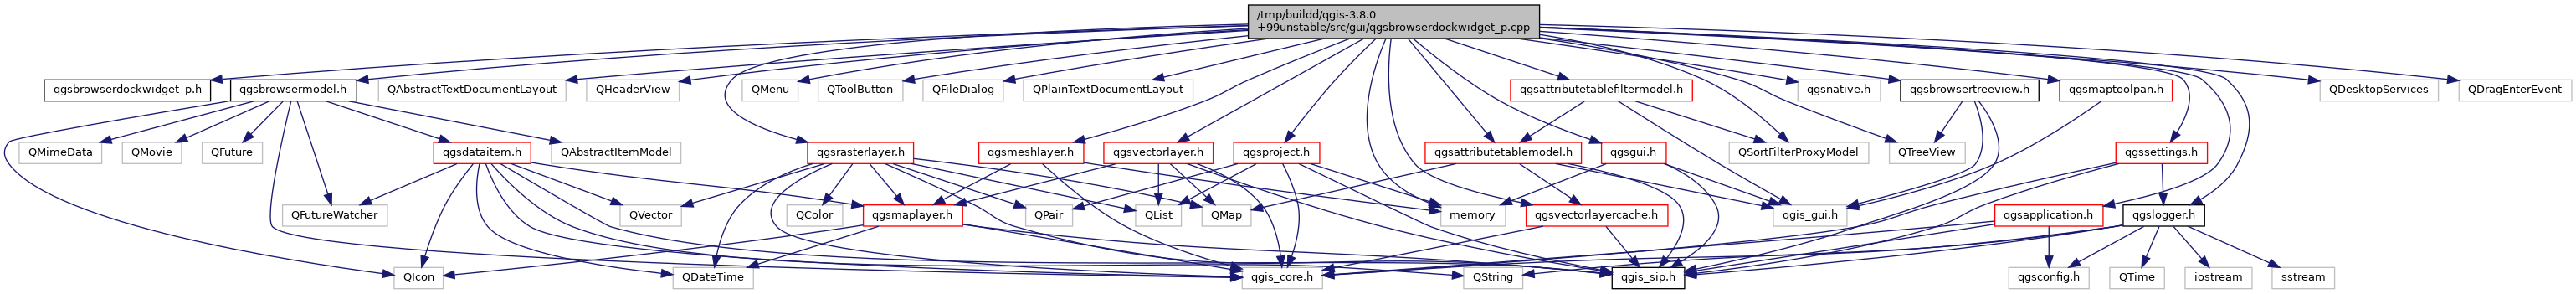 /tmp/buildd/qgis-3.8.0
+99unstable/src/gui/qgsbrowserdockwidget_p.cpp
qgsbrowserdockwidget_p.h
qgsbrowsermodel.h
QAbstractTextDocumentLayout
QHeaderView
QMenu
QToolButton
QFileDialog
QPlainTextDocumentLayout
qgsattributetablefiltermodel.h
qgsnative.h
qgsbrowsertreeview.h
qgsmaptoolpan.h
QDesktopServices
QDragEnterEvent
QMimeData
QMovie
QFuture
qgsdataitem.h
QAbstractItemModel
qgsrasterlayer.h
qgsmeshlayer.h
qgsvectorlayer.h
qgsproject.h
qgsattributetablemodel.h
qgsgui.h
QSortFilterProxyModel
QTreeView
qgssettings.h
QFutureWatcher
QVector
QColor
qgsmaplayer.h
QPair
QList
QMap
memory
qgsvectorlayercache.h
qgis_gui.h
qgsapplication.h
qgslogger.h
QIcon
QDateTime
qgis_core.h
QString
qgis_sip.h
qgsconfig.h
QTime
iostream
sstream